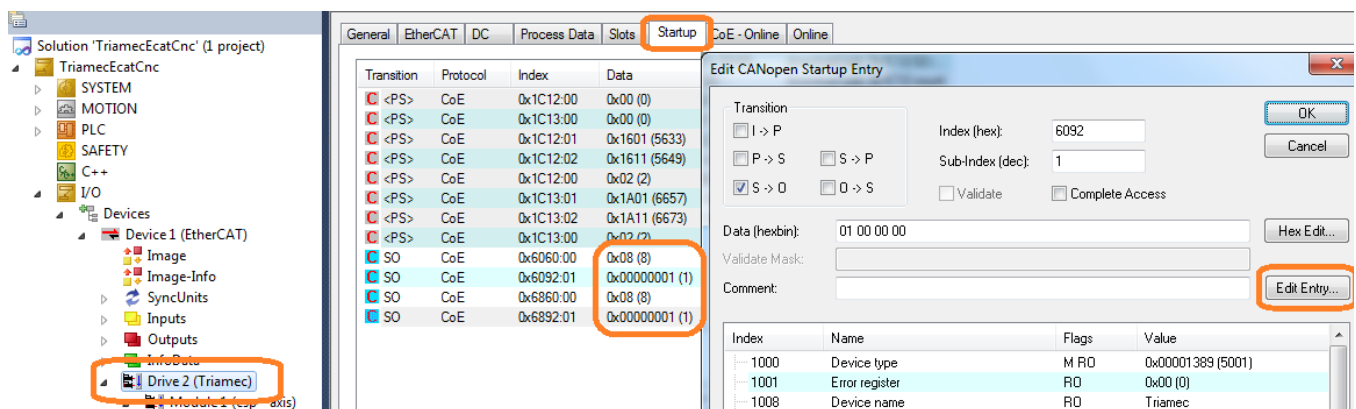 Solution 'TriamecEcatCnc' (1 project)
TriamecEcatCnc
SYSTEM
MOTION
PLC
SAFETY
C++
I/O
Devices
Device 1 (EtherCAT)
Image
Image-Info
SyncUnits
Inputs
Outputs
InfoData
Drive 2 (Triamec)
Module 1 (csp - axis)
General EtherCAT DC Process Data Slots Startup CoE - Online Online
Transition Protocol Index Data
C <PS> CoE 0x1C12:00 0x00 (0)
C <PS> CoE 0x1C13:00 0x00 (0)
C <PS> CoE 0x1C12:01 0x1601 (5633)
C <PS> CoE 0x1C12:02 0x1611 (5649)
C <PS> CoE 0x1C12:00 0x02 (2)
C <PS> CoE 0x1C13:01 0x1A01 (6657)
C <PS> CoE 0x1C13:02 0x1A11 (6673)
C <PS> CoE 0x1C13:00 0x02 (2)
C SO CoE 0x6060:00 0x08 (8)
C SO CoE 0x6092:01 0x00000001 (1)
C SO CoE 0x6860:00 0x08 (8)
C SO CoE 0x6892:01 0x00000001 (1)
Edit CANopen Startup Entry
Transition
I -> P
P -> S S -> P
S -> O O -> S
Index (hex): 6092
Sub-Index (dec): 1
Validate Complete Access
OK
Cancel
Data (hexbin): 01 00 00 00 Hex Edit...
Validate Mask:
Comment: Edit Entry...
Index Name Flags Value
1000 Device type M RO 0x00001389 (5001)
1001 Error register RO 0x00 (0)
1008 Device name RO Triamec